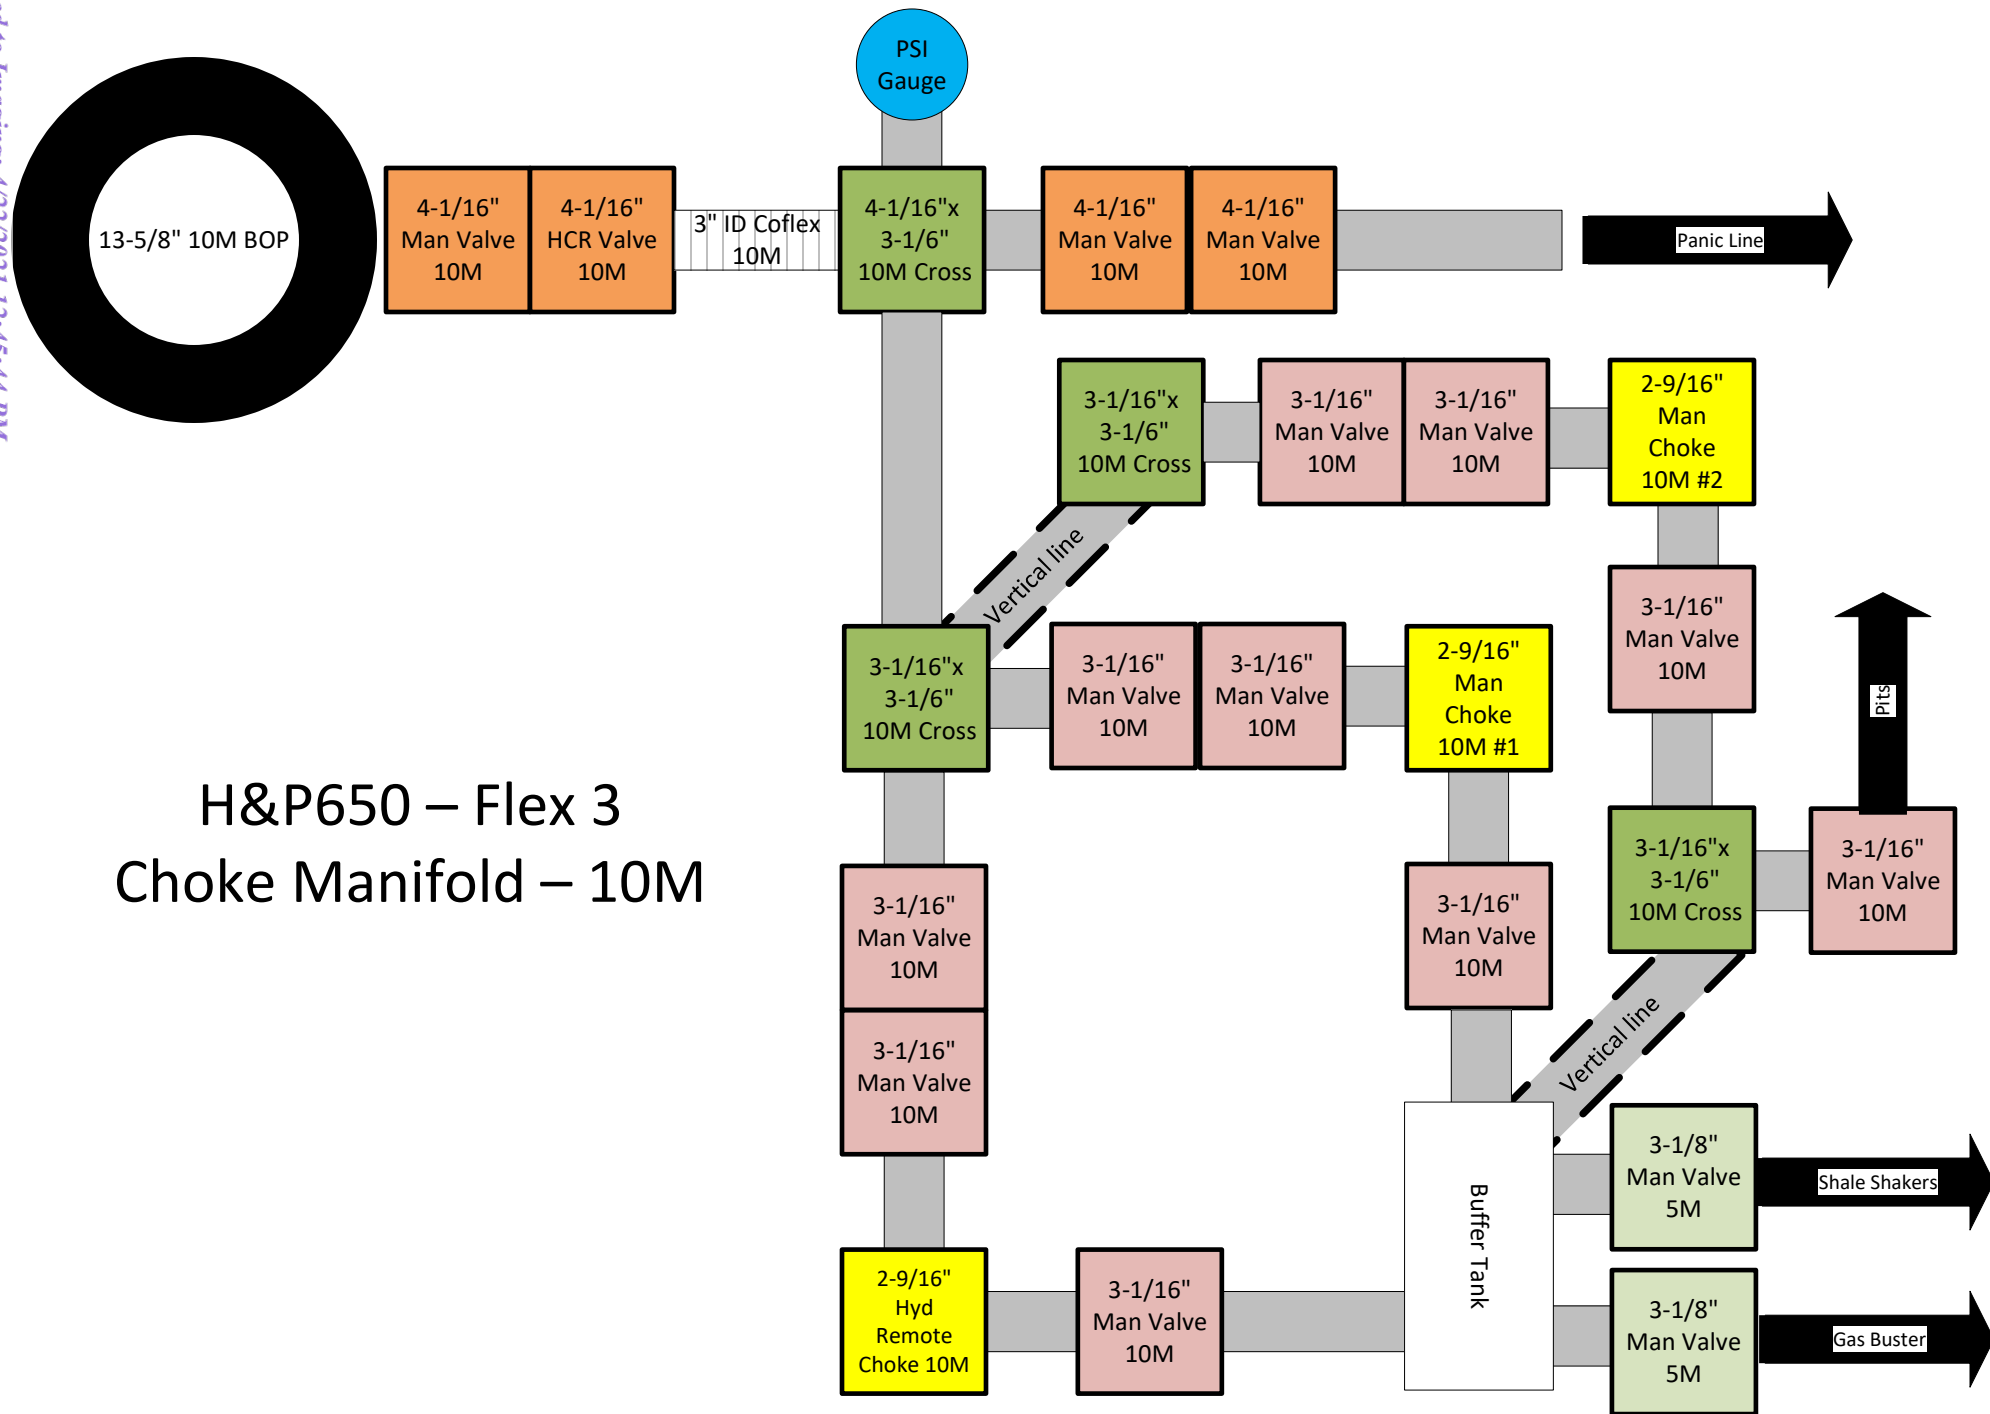 PSI
Gauge
13-5/8" 10M BOP
4-1/16"
Man Valve
10M
4-1/16"
HCR Valve
10M
3" ID Coflex
10M
4-1/16"x
3-1/6"
10M Cross
4-1/16"
Man Valve
10M
4-1/16"
Man Valve
10M
Panic Line
3-1/16"x
3-1/6"
10M Cross
3-1/16"
Man Valve
10M
3-1/16"
Man Valve
10M
2-9/16"
Man
Choke
10M #2
Vertical line
3-1/16"
Man Valve
10M
3-1/16"x
3-1/6"
10M Cross
3-1/16"
Man Valve
10M
3-1/16"
Man Valve
10M
2-9/16"
Man
Choke
10M #1
Pits
H&P650 – Flex 3
Choke Manifold – 10M
3-1/16"
Man Valve
10M
3-1/16"
Man Valve
10M
3-1/16"x
3-1/6"
10M Cross
3-1/16"
Man Valve
10M
3-1/16"
Man Valve
10M
Vertical line
Buffer Tank
3-1/8"
Man Valve
5M
Shale Shakers
2-9/16"
Hyd
Remote
Choke 10M
3-1/16"
Man Valve
10M
3-1/8"
Man Valve
5M
Gas Buster